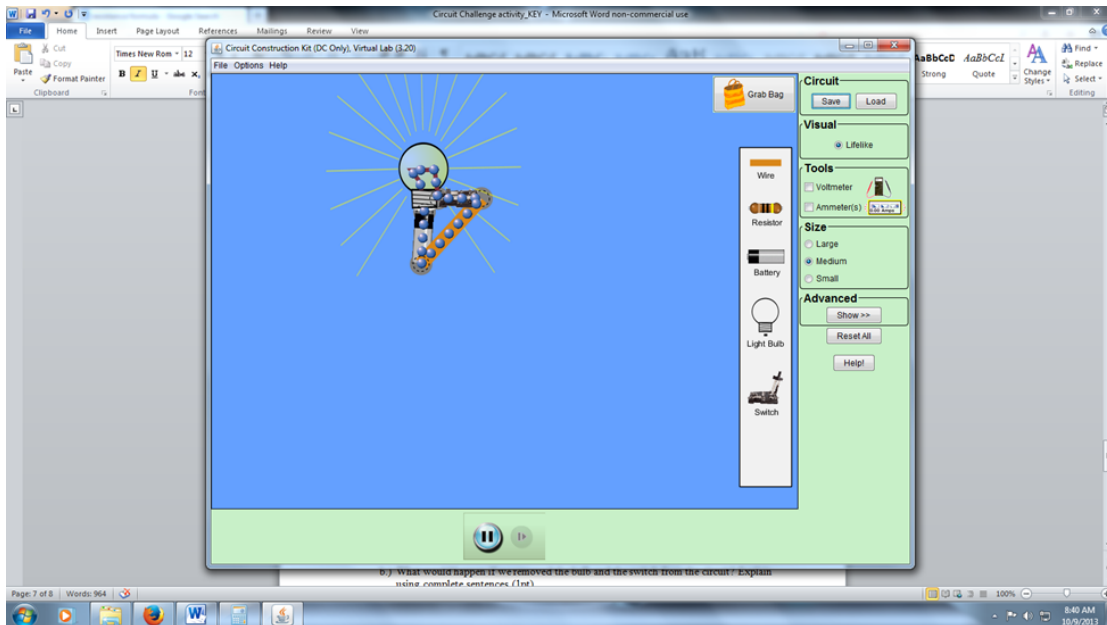 Circuit Challenge activity_KEY - Microsoft Word non-commercial use
File Home Insert Page Layout References Mailings Review View
Cut
Copy
Format Painter
Paste
Clipboard
Times New Rom 12
B I U abc X,
Font
AaBbCcD AaBbCcL
Strong Quote
Change Styles
Find
Replace
Select
Editing
Circuit Construction Kit (DC Only), Virtual Lab (3.20)
File Options Help
Grab Bag
Wire
Resistor
Battery
Light Bulb
Switch
Circuit
Save Load
Visual
Lifelike
Tools
Voltmeter
Ammeter(s)
Size
Large
Medium
Small
Advanced
Show >>
Reset All
Help!
b.) What would happen if we removed the bulb and the switch from the circuit? Explain
using complete sentences (1pt)
Page: 7 of 8 Words: 964
100%
8:40 AM
10/9/2013